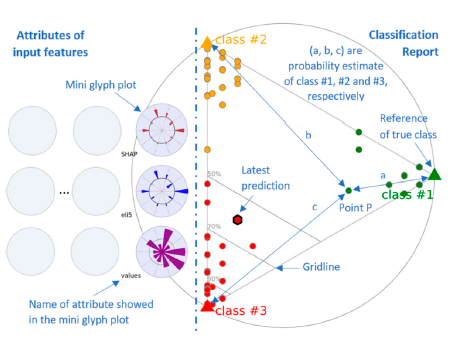 Attributes of
input features
class #2
Classification
Report
(a, b, c) are
probability estimate
of class #1, #2 and #3,
respectively
Mini glyph plot
Reference
of true class
b
SHAP
a
50%
Latest
prediction
class #1
...
c
Point P
eli5
70%
Gridline
values
90%
class #3
Name of attribute showed
in the mini glyph plot